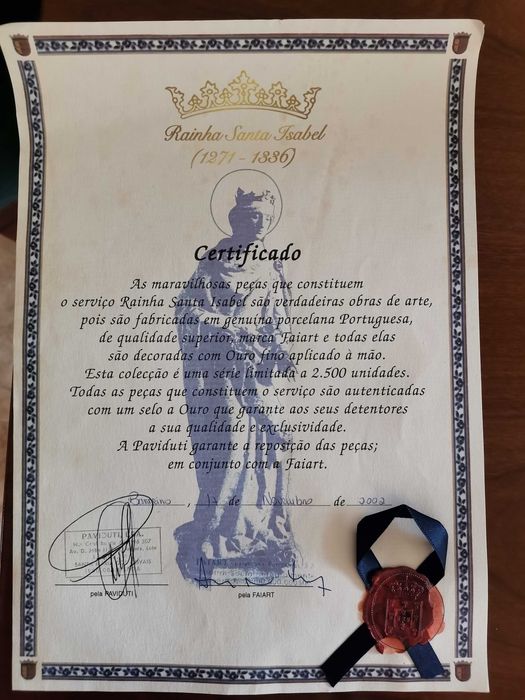 Rainha Santa Isabel
(1271 - 1336)
Certificado
As maravilhosas peças que constituem
o serviço Rainha Santa Isabel são verdadeiras obras de arte,
pois são fabricadas em genuína porcelana Portuguesa,
de qualidade superior, marca Faiart e todas elas
são decoradas com Ouro fino aplicado à mão.
Esta colecção é uma série limitada a 2.500 unidades.
Todas as peças que constituem o serviço são autenticadas
com um selo a Ouro que garante aos seus detentores
a sua qualidade e exclusividade.
A Paviduti garante a reposição das peças;
em conjunto com a Faiart.
, 17 de Novembro de 2002
PAVIDUTI
pela PAVIDUTI
pela FAIART